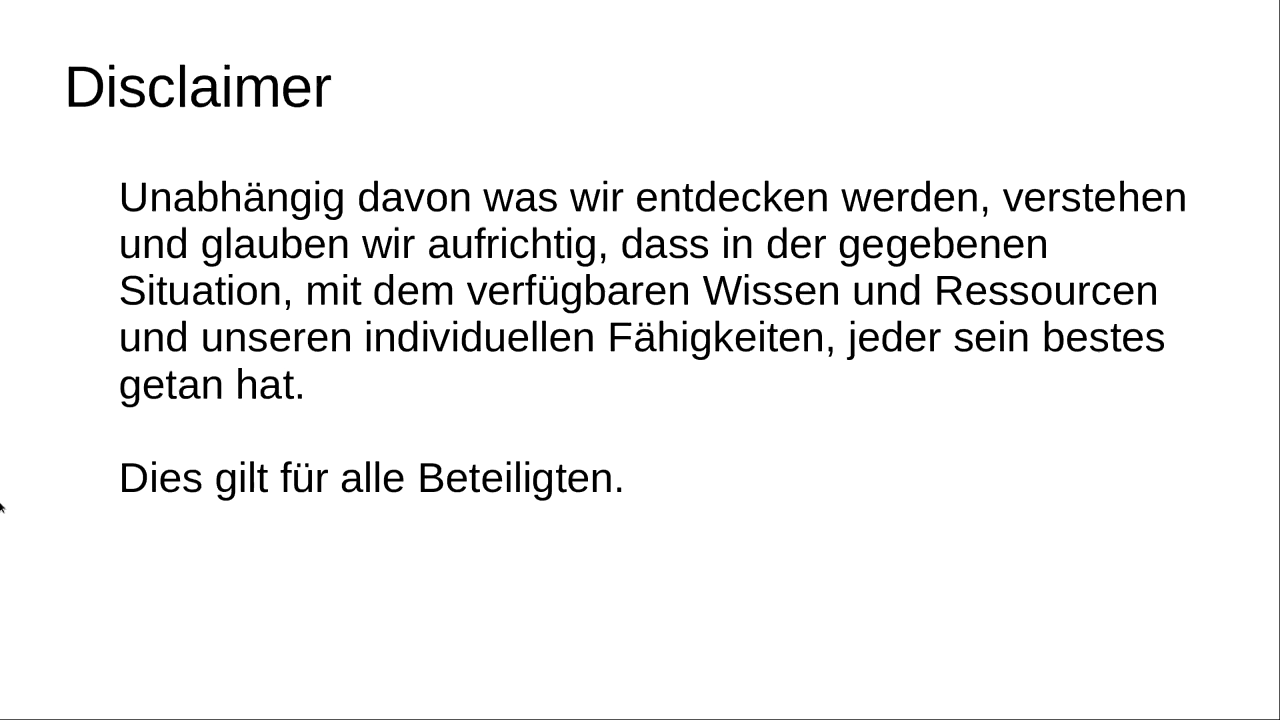 Disclaimer
Unabhängig davon was wir entdecken werden, verstehen
und glauben wir aufrichtig, dass in der gegebenen
Situation, mit dem verfügbaren Wissen und Ressourcen
und unseren individuellen Fähigkeiten, jeder sein bestes
getan hat.
Dies gilt für alle Beteiligten.